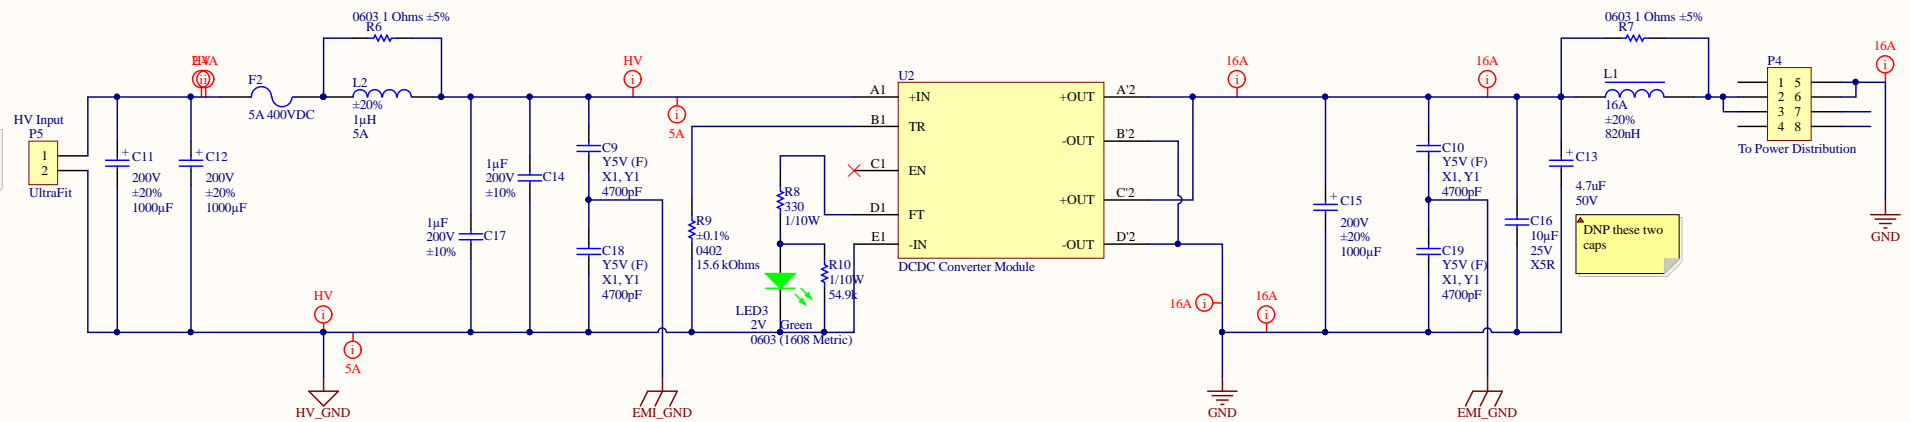 HV Input
P5
1
2
UltraFit
C11
200V
±20%
1000µF
C12
200V
±20%
1000µF
F2
5A 400VDC
0603 1 Ohms ±5%
R6
L2
±20%
1µH
5A
HV
5A
HV_GND
1µF
200V
±10%
C17
1µF
200V
±10%
C14
HV
5A
C9
Y5V (F)
X1, Y1
4700pF
C18
Y5V (F)
X1, Y1
4700pF
EMI_GND
R9
±0.1%
0402
15.6 kOhms
R8
330
1/10W
R10
1/10W
54.9k
LED3
2V Green
0603 (1608 Metric)
U2
A1 +IN +OUT A'2
B1 TR -OUT B'2
C1 EN
D1 FT +OUT C'2
E1 -IN -OUT D'2
DCDC Converter Module
16A
16A
16A
GND
C15
200V
±20%
1000µF
16A
C10
Y5V (F)
X1, Y1
4700pF
C19
Y5V (F)
X1, Y1
4700pF
EMI_GND
C16
10µF
25V
X5R
C13
4.7uF
50V
DNP these two
caps
0603 1 Ohms ±5%
R7
L1
16A
±20%
820nH
P4
1 5
2 6
3 7
4 8
To Power Distribution
16A
GND